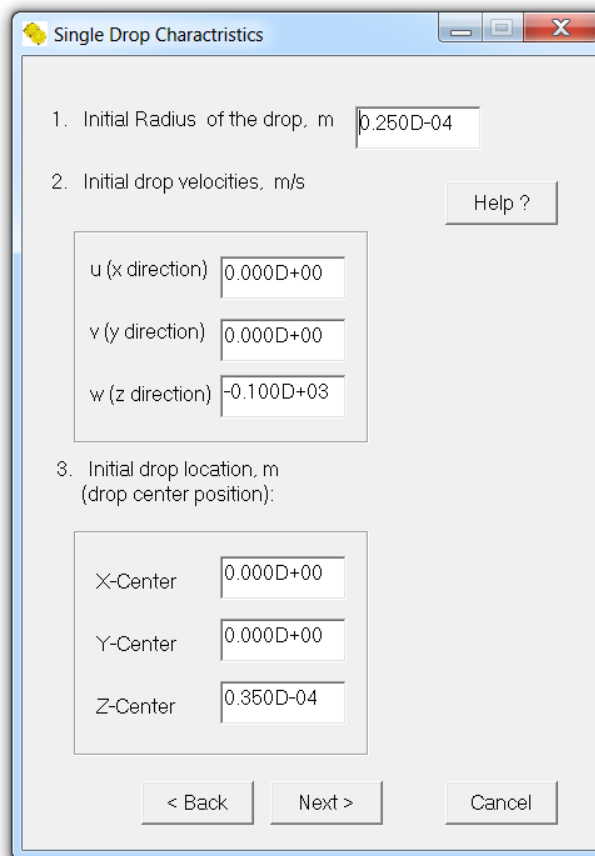 Single Drop Charactristics
1. Initial Radius of the drop, m 0.250D-04
2. Initial drop velocities, m/s
Help ?
u (x direction) 0.000D+00
v (y direction) 0.000D+00
w (z direction) -0.100D+03
3. Initial drop location, m
(drop center position):
X-Center 0.000D+00
Y-Center 0.000D+00
Z-Center 0.350D-04
< Back Next > Cancel